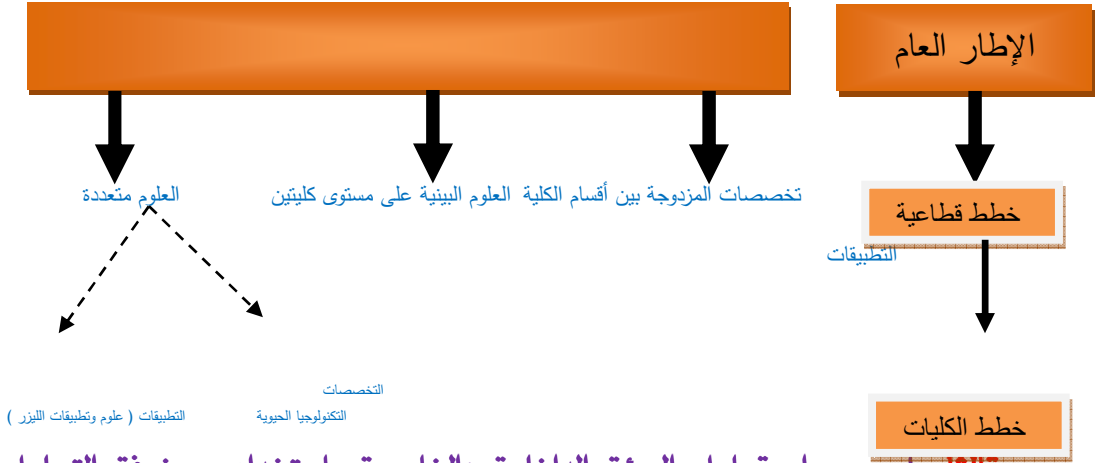 الإطار العام
تخصصات المزدوجة بين أقسام الكلية العلوم البينية على مستوى كليتين
العلوم متعددة
خطط قطاعية
التطبيقات
التخصصات
التكنولوجيا الحيوية
التطبيقات ( علوم وتطبيقات الليزر )
خطط الكليات